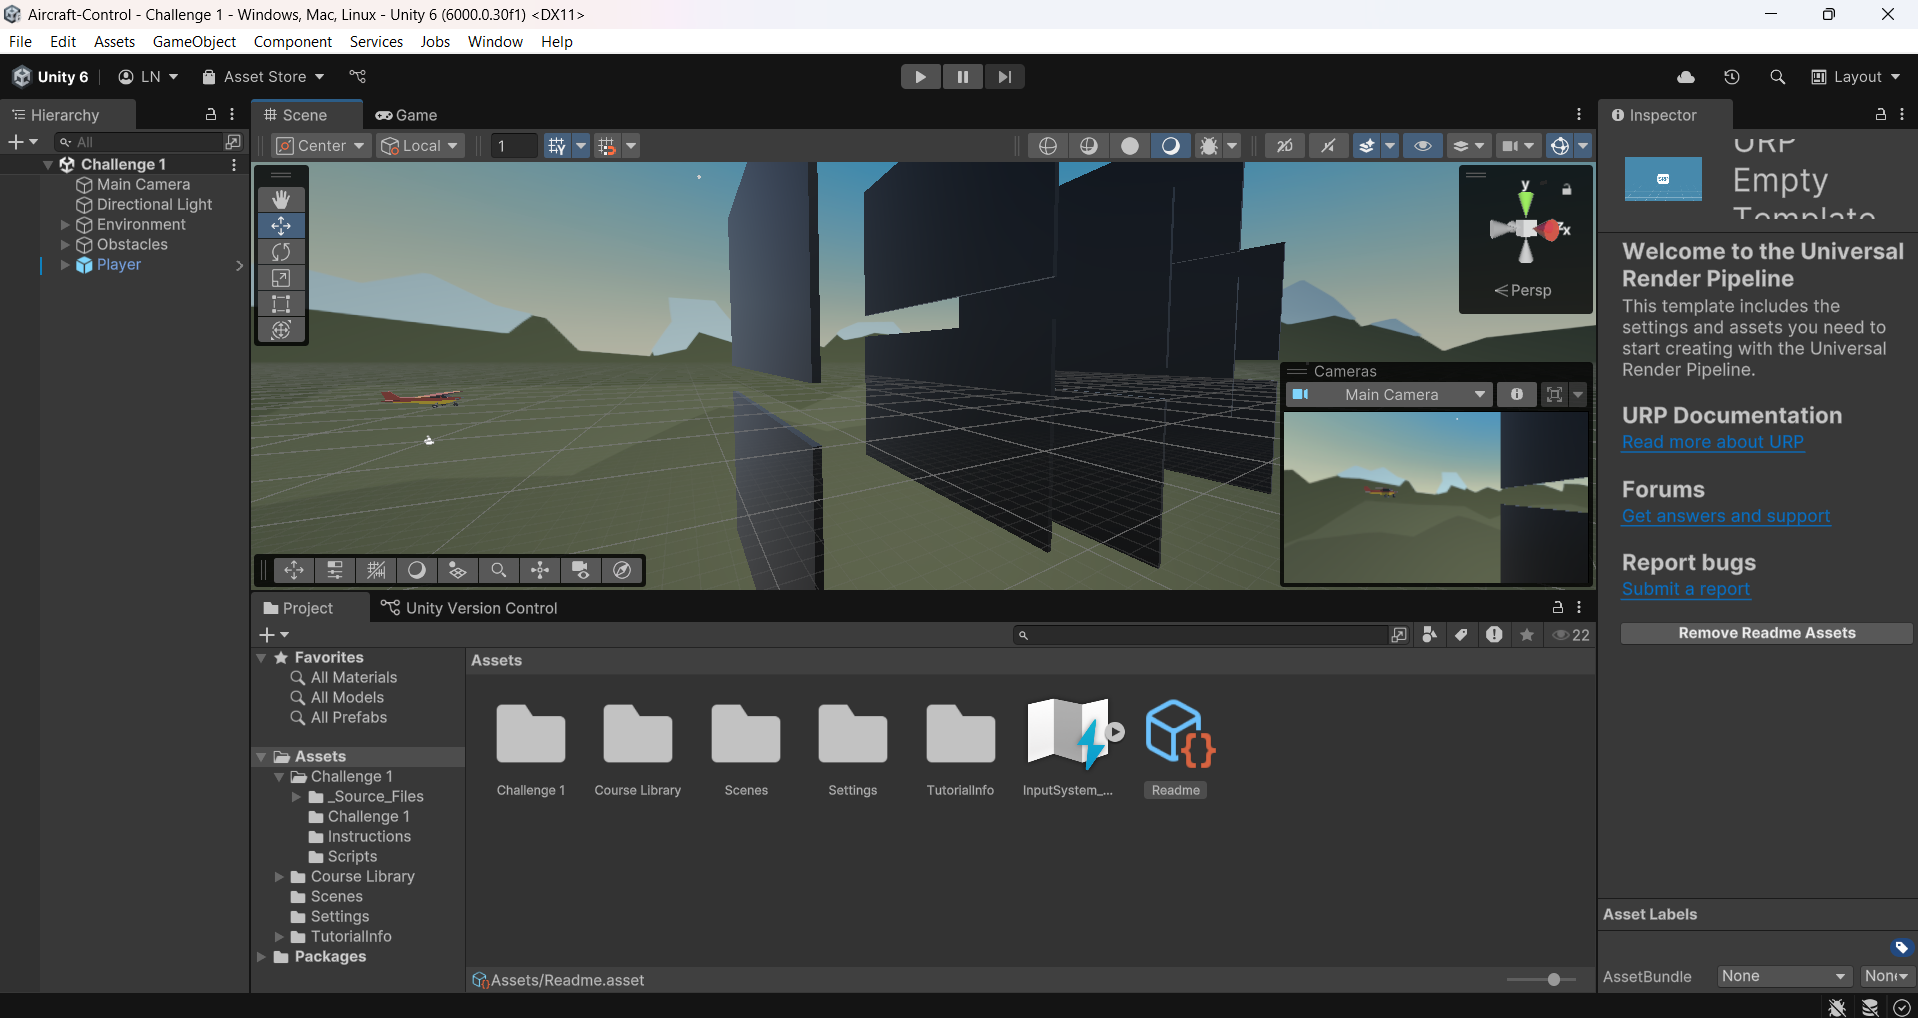 Aircraft-Control - Challenge 1 - Windows, Mac, Linux - Unity 6 (6000.0.30f1) <DX11>
File Edit Assets GameObject Component Services Jobs Window Help
Unity 6 LN Asset Store Layout
Hierarchy
All
Challenge 1
Main Camera
Directional Light
Environment
Obstacles
Player
Scene Game
Center Local 1 2D
y
x
Persp
Cameras
Main Camera
Project Unity Version Control
22
Favorites
All Materials
All Models
All Prefabs
Assets
Challenge 1
_Source_Files
Challenge 1
Instructions
Scripts
Course Library
Scenes
Settings
TutorialInfo
Packages
Assets
Challenge 1 Course Library Scenes Settings TutorialInfo InputSystem_... Readme
Assets/Readme.asset
Inspector
URP
URP
Empty
Template
Welcome to the Universal
Render Pipeline
This template includes the
settings and assets you need to
start creating with the Universal
Render Pipeline.
URP Documentation
Read more about URP
Forums
Get answers and support
Report bugs
Submit a report
Remove Readme Assets
Asset Labels
AssetBundle None None